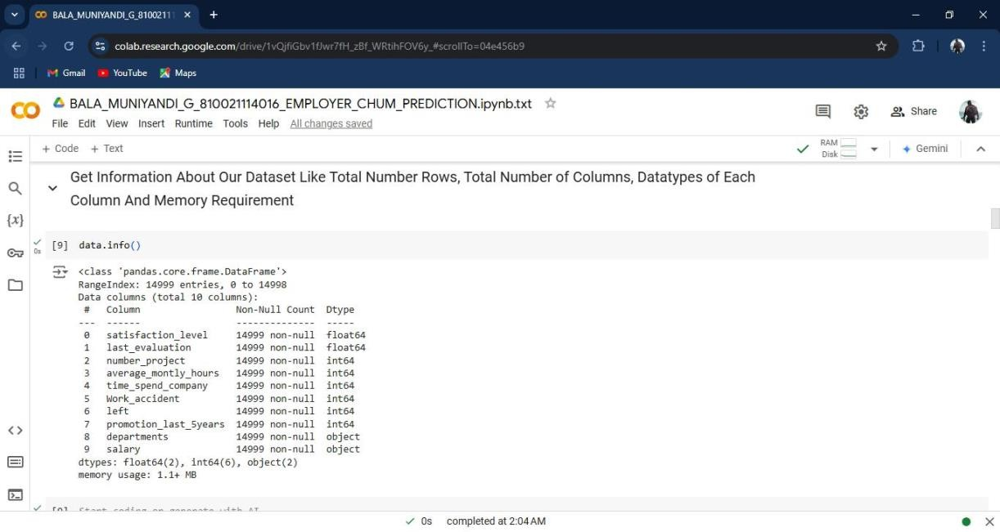 BALA_MUNIYANDI_G_8100211
colab.research.google.com/drive/1vQjfiGbv1fJwr7fH_zBf_WRtihFOV6y_#scrollTo=04e456b9
Gmail YouTube Maps
BALA_MUNIYANDI_G_810021114016_EMPLOYER_CHUM_PREDICTION.ipynb.txt
Share
File Edit View Insert Runtime Tools Help All changes saved
+ Code + Text
RAM
Disk
Gemini
Get Information About Our Dataset Like Total Number Rows, Total Number of Columns, Datatypes of Each
Column And Memory Requirement
[9] data.info()
0s
<class 'pandas.core.frame.DataFrame'>
RangeIndex: 14999 entries, 0 to 14998
Data columns (total 10 columns):
# Column Non-Null Count Dtype
--- ------ -------------- -----
0 satisfaction_level 14999 non-null float64
1 last_evaluation 14999 non-null float64
2 number_project 14999 non-null int64
3 average_montly_hours 14999 non-null int64
4 time_spend_company 14999 non-null int64
5 Work_accident 14999 non-null int64
6 left 14999 non-null int64
7 promotion_last_5years 14999 non-null int64
8 departments 14999 non-null object
9 salary 14999 non-null object
dtypes: float64(2), int64(6), object(2)
memory usage: 1.1+ MB
Start coding or generate with AI
0s completed at 2:04 AM